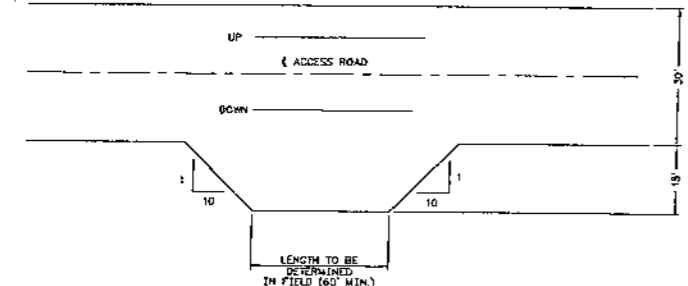 UP
℄ ACCESS ROAD
DOWN
30'
1
10
1
10
15'
LENGTH TO BE
DETERMINED
IN FIELD (60' MIN.)